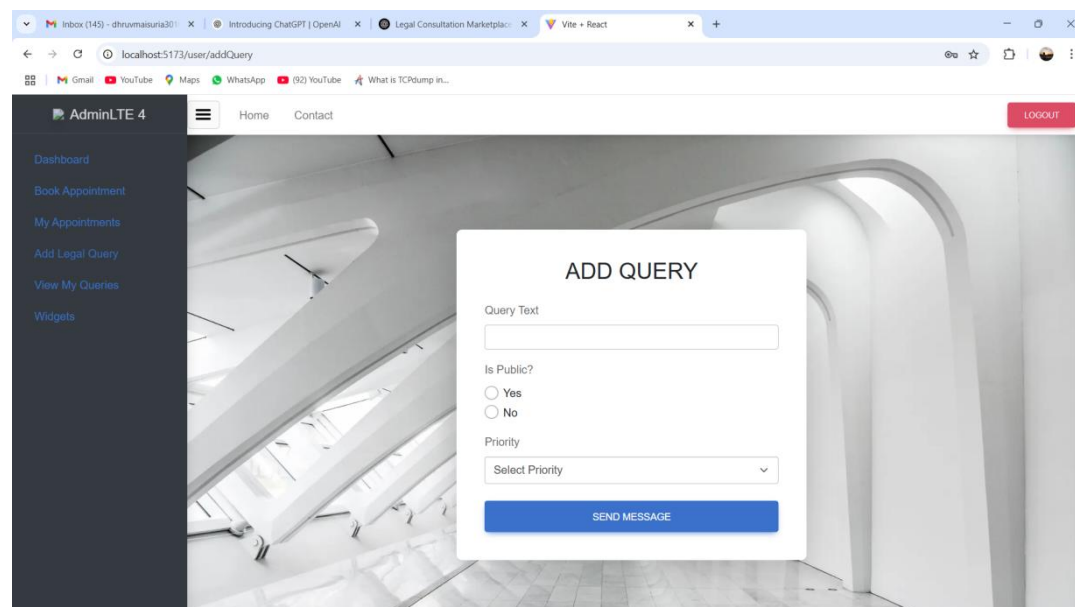 Inbox (145) - dhruvmaisuria301 Introducing ChatGPT | OpenAI Legal Consultation Marketplace Vite + React
localhost:5173/user/addQuery
Gmail YouTube Maps WhatsApp (92) YouTube What is TCPdump in...
AdminLTE 4 Home Contact LOGOUT
Dashboard
Book Appointment
My Appointments
Add Legal Query
View My Queries
Widgets
ADD QUERY
Query Text
Is Public?
Yes
No
Priority
Select Priority
SEND MESSAGE